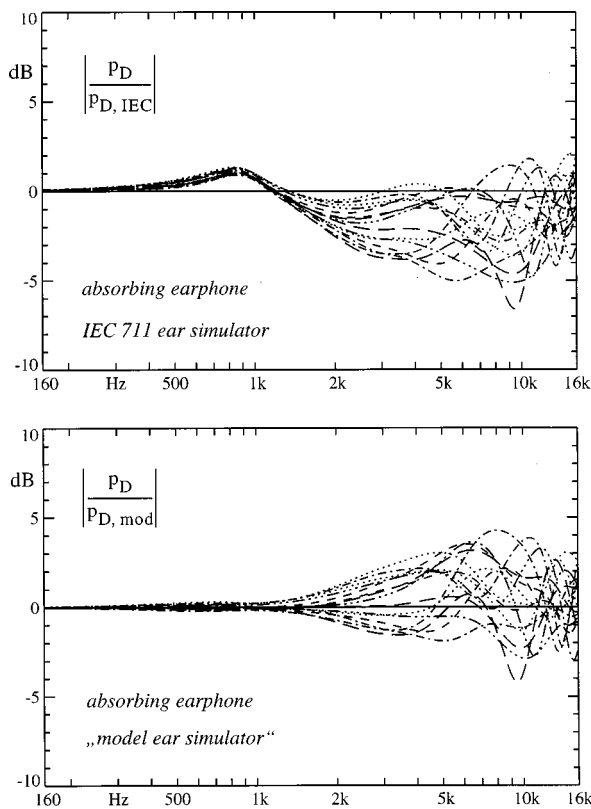 10
dB
5
0
-5
-10
p_D
p_D, IEC
absorbing earphone
IEC 711 ear simulator
160 Hz 500 1k 2k 5k 10k 16k
10
dB
5
0
-5
-10
p_D
p_D, mod
absorbing earphone
„model ear simulator“
160 Hz 500 1k 2k 5k 10k 16k